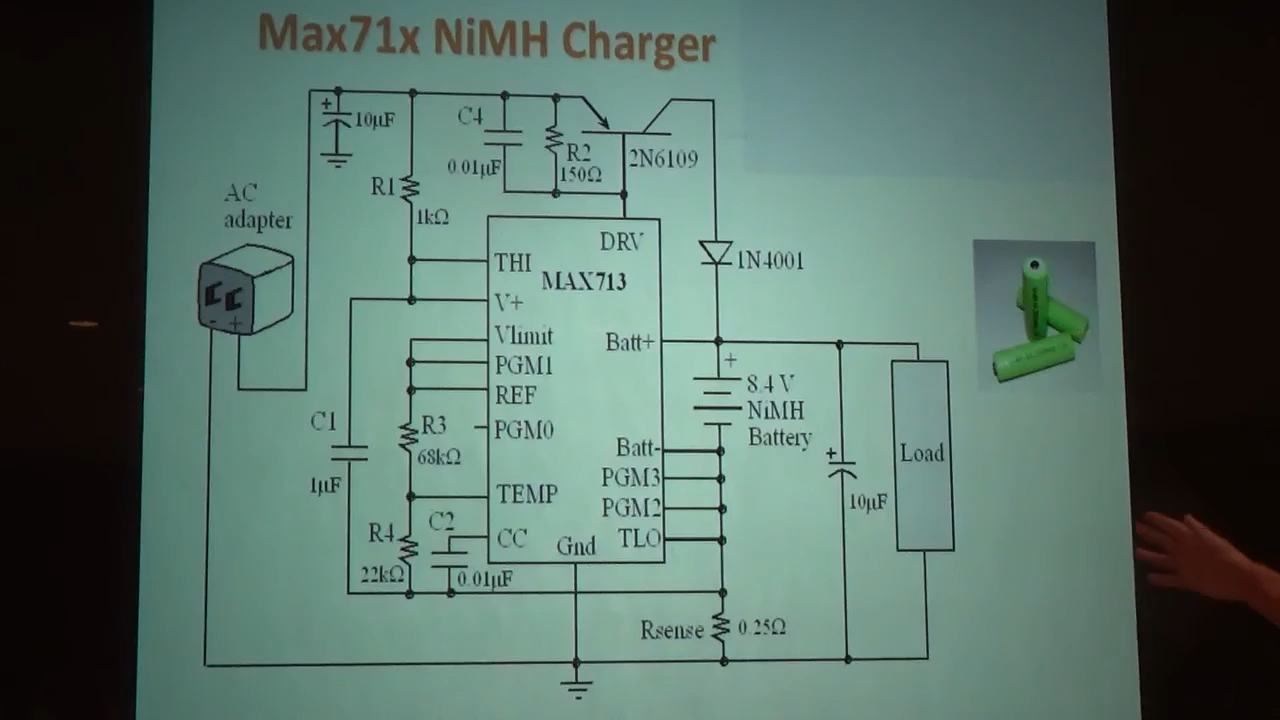 Max71x NiMH Charger
+
10µF
C4
0.01µF
R2
150Ω
2N6109
AC
adapter
R1
1kΩ
DRV
THI
MAX713
1N4001
V+
Vlimit
Batt+
PGM1
+
REF
8.4 V
NiMH
Battery
C1
R3
68kΩ
PGM0
Batt-
Load
1µF
TEMP
PGM3
+
10µF
PGM2
R4
C2
CC
Gnd
TLO
22kΩ
0.01µF
Rsense
0.25Ω
- +